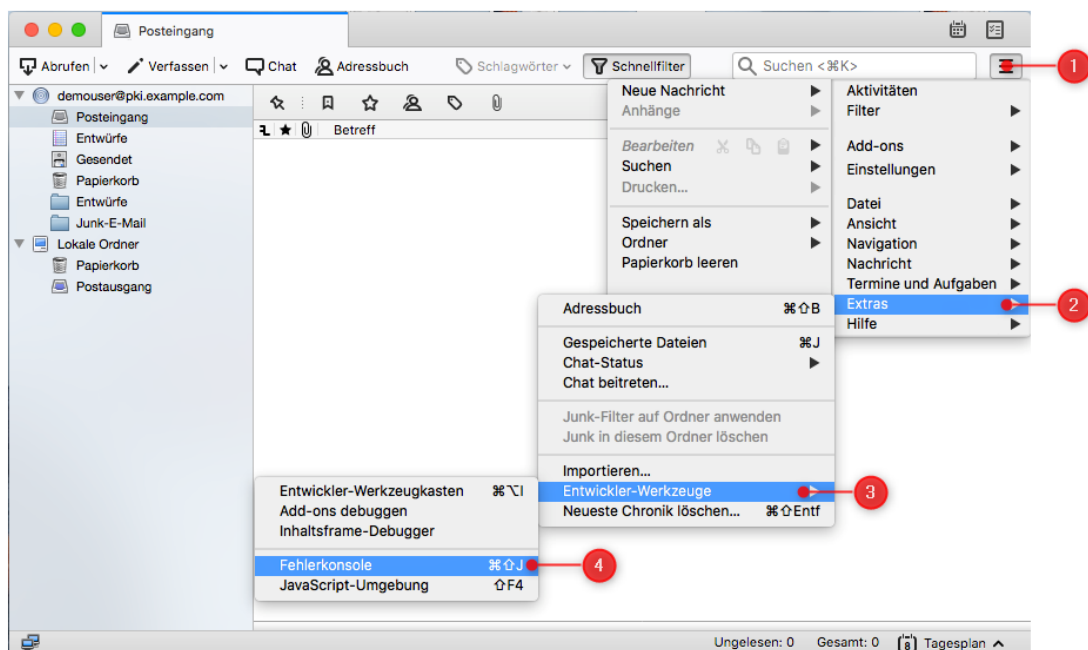 Posteingang
Abrufen Verfassen Chat Adressbuch Schlagwörter Schnellfilter Suchen <⌘K>
1
demouser@pki.example.com
Posteingang
Entwürfe
Gesendet
Papierkorb
Entwürfe
Junk-E-Mail
Lokale Ordner
Papierkorb
Postausgang
Betreff
Neue Nachricht
Anhänge
Bearbeiten
Suchen
Drucken...
Speichern als
Ordner
Papierkorb leeren
Aktivitäten
Filter
Add-ons
Einstellungen
Datei
Ansicht
Navigation
Nachricht
Termine und Aufgaben
Extras
2
Hilfe
Adressbuch ⌘⇧B
Gespeicherte Dateien ⌘J
Chat-Status
Chat beitreten...
Junk-Filter auf Ordner anwenden
Junk in diesem Ordner löschen
Importieren...
Entwickler-Werkzeuge
3
Neueste Chronik löschen... ⌘⇧Entf
Entwickler-Werkzeugkasten ⌘⌥I
Add-ons debuggen
Inhaltsframe-Debugger
Fehlerkonsole ⌘⇧J
4
JavaScript-Umgebung ⇧F4
Ungelesen: 0 Gesamt: 0 8 Tagesplan